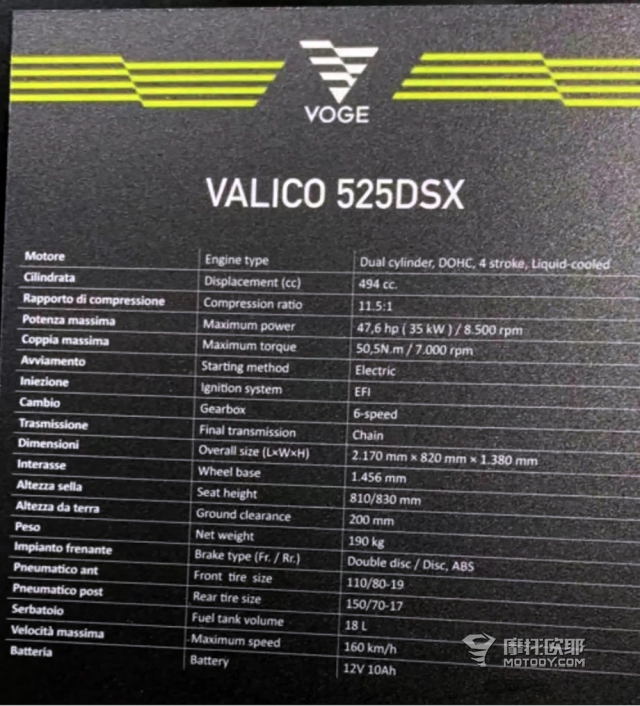 VOGE
VALICO 525DSX
Motore Engine type Dual cylinder, DOHC, 4 stroke, Liquid-cooled
Cilindrata Displacement (cc) 494 cc.
Rapporto di compressione Compression ratio 11.5:1
Potenza massima Maximum power 47,6 hp ( 35 kW ) / 8.500 rpm
Coppia massima Maximum torque 50,5N.m / 7.000 rpm
Avviamento Starting method Electric
Iniezione Ignition system EFI
Cambio Gearbox 6-speed
Trasmissione Final transmission Chain
Dimensioni Overall size (L×W×H) 2.170 mm × 820 mm × 1.380 mm
Interasse Wheel base 1.456 mm
Altezza sella Seat height 810/830 mm
Altezza da terra Ground clearance 200 mm
Peso Net weight 190 kg
Impianto frenante Brake type (Fr. / Rr.) Double disc / Disc, ABS
Pneumatico ant Front tire size 110/80-19
Pneumatico post Rear tire size 150/70-17
Serbatoio Fuel tank volume 18 L
Velocità massima Maximum speed 160 km/h
Batteria Battery 12V 10Ah
摩托欧耶
MOTOOY.COM